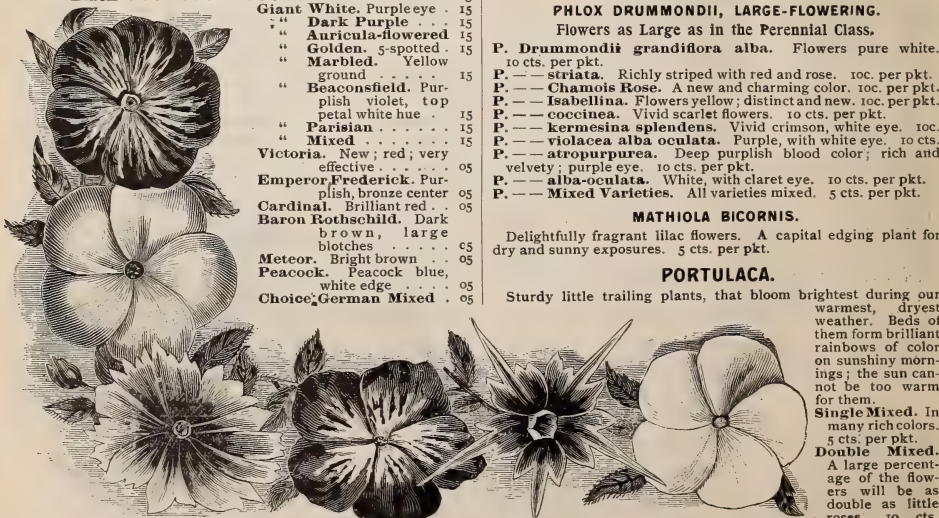 Giant White. Purple eye . 15
“ Dark Purple . . 15
“ Auricula-flowered 15
“ Golden. 5-spotted . 15
“ Marbled. Yellow
ground . . . . . 15
“ Beaconsfield. Pur-
plish violet, top
petal white hue . 15
“ Parisian . . . . . . 15
“ Mixed . . . . . . . 15
Victoria. New; red; very
effective . . . . . . . 05
Emperor Frederick. Pur-
plish, bronze center 05
Cardinal. Brilliant red . . 05
Baron Rothschild. Dark
brown, large
blotches . . . . . 05
Meteor. Bright brown . . 05
Peacock. Peacock blue,
white edge . . . . 05
Choice German Mixed . 05
PHLOX DRUMMONDII, LARGE-FLOWERING.
Flowers as Large as in the Perennial Class.
P. Drummondii grandiflora alba. Flowers pure white.
10 cts. per pkt.
P. — — striata. Richly striped with red and rose. 10c. per pkt.
P. — — Chamois Rose. A new and charming color. 10c. per pkt.
P. — — Isabellina. Flowers yellow; distinct and new. 10c. per pkt.
P. — — coccinea. Vivid scarlet flowers. 10 cts. per pkt.
P. — — kermesina splendens. Vivid crimson, white eye. 10c.
P. — — violacea alba oculata. Purple, with white eye. 10 cts.
P. — — atropurpurea. Deep purplish blood color; rich and
velvety; purple eye. 10 cts. per pkt.
P. — — alba-oculata. White, with claret eye. 10 cts. per pkt.
P. — — Mixed Varieties. All varieties mixed. 5 cts. per pkt.
MATHIOLA BICORNIS.
Delightfully fragrant lilac flowers. A capital edging plant for
dry and sunny exposures. 5 cts. per pkt.
PORTULACA.
Sturdy little trailing plants, that bloom brightest during our
warmest, dryest
weather. Beds of
them form brilliant
rainbows of color
on sunshiny morn-
ings; the sun can-
not be too warm
for them.
Single Mixed. In
many rich colors.
5 cts. per pkt.
Double Mixed.
A large percent-
age of the flow-
ers will be as
double as little
roses. 10 cts.